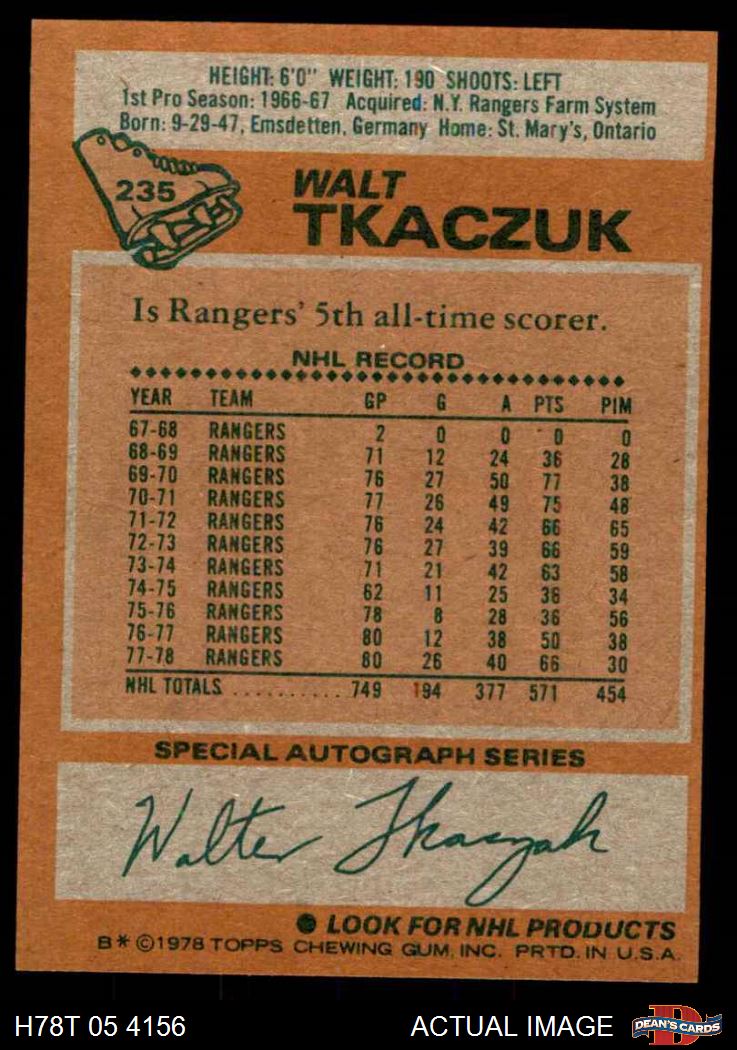 HEIGHT: 6'0" WEIGHT: 190 SHOOTS: LEFT
1st Pro Season: 1966-67 Acquired: N.Y. Rangers Farm System
Born: 9-29-47, Emsdetten, Germany Home: St. Mary's, Ontario
235
WALT
TKACZUK
Is Rangers' 5th all-time scorer.
NHL RECORD
YEAR TEAM GP G A PTS PIM
67-68 RANGERS 2 0 0 0 0
68-69 RANGERS 71 12 24 36 28
69-70 RANGERS 76 27 50 77 38
70-71 RANGERS 77 26 49 75 48
71-72 RANGERS 76 24 42 66 65
72-73 RANGERS 76 27 39 66 59
73-74 RANGERS 71 21 42 63 58
74-75 RANGERS 62 11 25 36 34
75-76 RANGERS 78 8 28 36 56
76-77 RANGERS 80 12 38 50 38
77-78 RANGERS 80 26 40 66 30
NHL TOTALS ........... 749 194 377 571 454
SPECIAL AUTOGRAPH SERIES
Walter Tkaczuk
LOOK FOR NHL PRODUCTS
B* ©1978 TOPPS CHEWING GUM, INC. PRTD. IN U.S.A.
H78T 05 4156 ACTUAL IMAGE DEAN'S CARDS